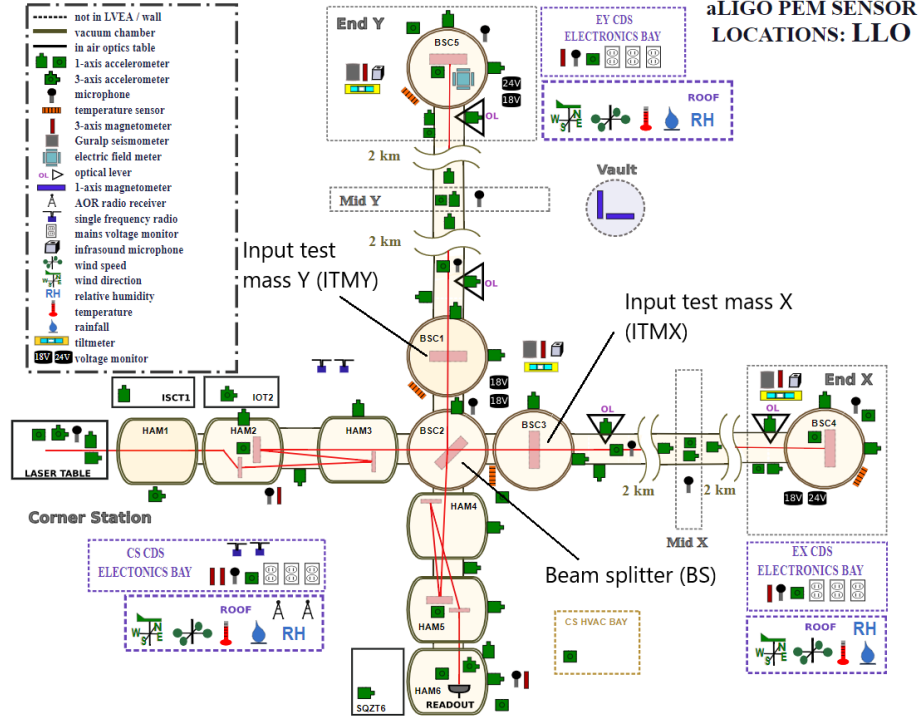 aLIGO PEM SENSOR
LOCATIONS: LLO
not in LVEA / wall
vacuum chamber
in air optics table
1-axis accelerometer
3-axis accelerometer
microphone
temperature sensor
3-axis magnetometer
Guralp seismometer
electric field meter
OL optical lever
1-axis magnetometer
AOR radio receiver
single frequency radio
mains voltage monitor
infrasound microphone
wind speed
N E S W wind direction
RH relative humidity
temperature
rainfall
tiltmeter
18V 24V voltage monitor
End Y
BSC5
24V
18V
OL
EY CDS
ELECTRONICS BAY
ROOF
W S N E
RH
2 km
Mid Y
2 km
Vault
Input test
mass Y (ITMY)
OL
BSC1
18V
18V
Input test mass X
(ITMX)
ISCT1
IOT2
HAM1
HAM2
HAM3
BSC2
BSC3
OL
LASER TABLE
2 km
2 km
Mid X
End X
OL
BSC4
18V 24V
Corner Station
HAM4
HAM5
HAM6
READOUT
SQZT6
Beam splitter (BS)
CS CDS
ELECTONICS BAY
ROOF
W S N E
RH
CS HVAC BAY
EX CDS
ELECTRONICS BAY
ROOF
RH
W S N E